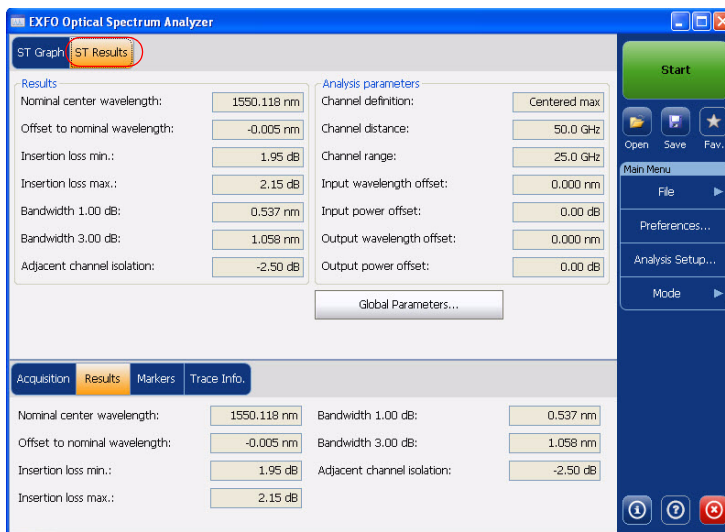 EXFO Optical Spectrum Analyzer
ST Graph ST Results
Results
Nominal center wavelength: 1550.118 nm
Offset to nominal wavelength: -0.005 nm
Insertion loss min.: 1.95 dB
Insertion loss max.: 2.15 dB
Bandwidth 1.00 dB: 0.537 nm
Bandwidth 3.00 dB: 1.058 nm
Adjacent channel isolation: -2.50 dB
Analysis parameters
Channel definition: Centered max
Channel distance: 50.0 GHz
Channel range: 25.0 GHz
Input wavelength offset: 0.000 nm
Input power offset: 0.00 dB
Output wavelength offset: 0.000 nm
Output power offset: 0.00 dB
Global Parameters...
Acquisition Results Markers Trace Info.
Nominal center wavelength: 1550.118 nm
Offset to nominal wavelength: -0.005 nm
Insertion loss min.: 1.95 dB
Insertion loss max.: 2.15 dB
Bandwidth 1.00 dB: 0.537 nm
Bandwidth 3.00 dB: 1.058 nm
Adjacent channel isolation: -2.50 dB
Start
Open Save Fav.
Main Menu
File
Preferences...
Analysis Setup...
Mode